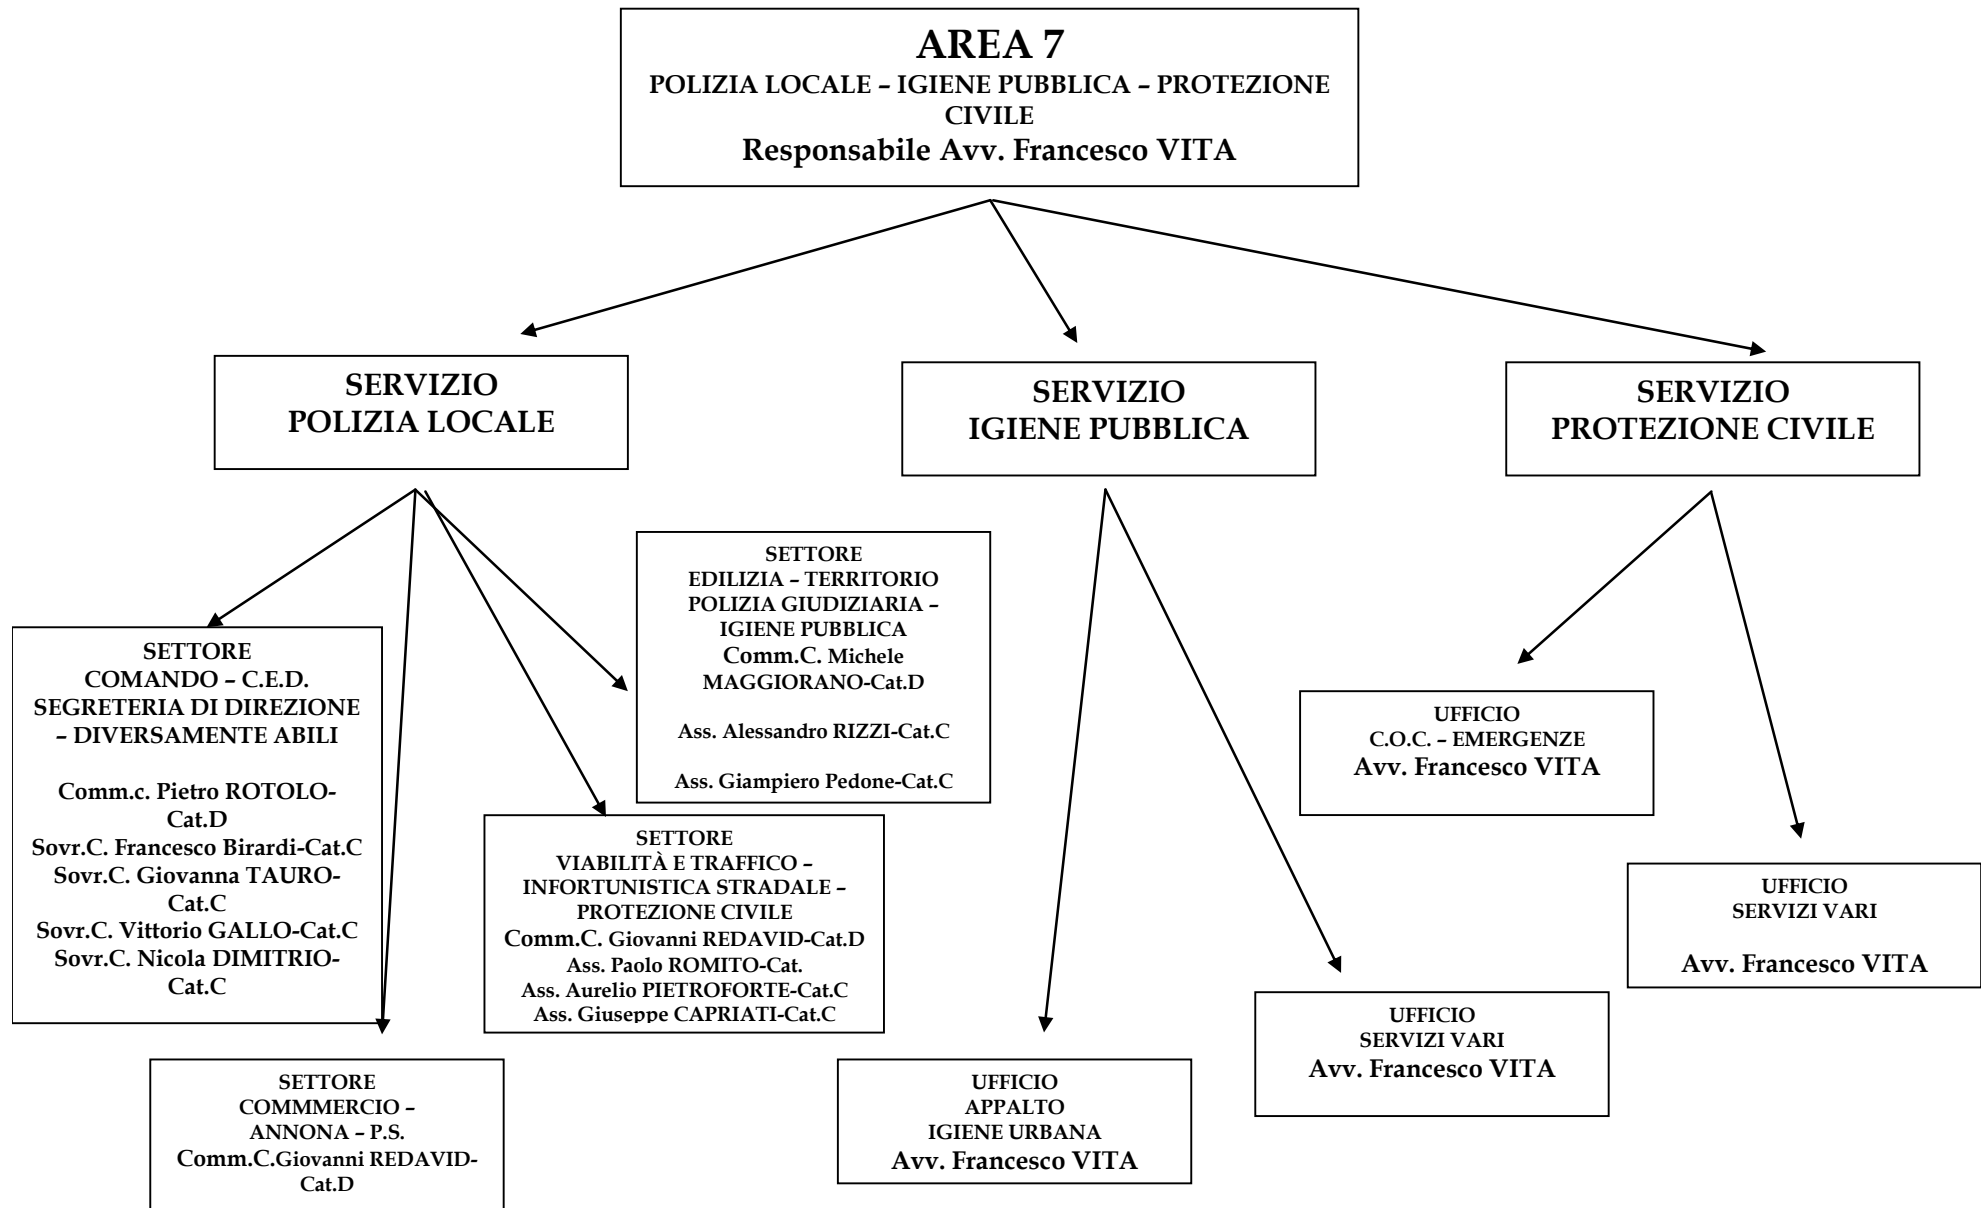 AREA 7
POLIZIA LOCALE – IGIENE PUBBLICA – PROTEZIONE
CIVILE
Responsabile Avv. Francesco VITA
SERVIZIO
POLIZIA LOCALE
SERVIZIO
IGIENE PUBBLICA
SERVIZIO
PROTEZIONE CIVILE
SETTORE
COMANDO – C.E.D.
SEGRETERIA DI DIREZIONE
– DIVERSAMENTE ABILI
Comm.c. Pietro ROTOLO-
Cat.D
Sovr.C. Francesco Birardi-Cat.C
Sovr.C. Giovanna TAURO-
Cat.C
Sovr.C. Vittorio GALLO-Cat.C
Sovr.C. Nicola DIMITRIO-
Cat.C
SETTORE
COMMMERCIO –
ANNONA – P.S.
Comm.C.Giovanni REDAVID-
Cat.D
SETTORE
VIABILITÀ E TRAFFICO –
INFORTUNISTICA STRADALE –
PROTEZIONE CIVILE
Comm.C. Giovanni REDAVID-Cat.D
Ass. Paolo ROMITO-Cat.
Ass. Aurelio PIETROFORTE-Cat.C
Ass. Giuseppe CAPRIATI-Cat.C
SETTORE
EDILIZIA – TERRITORIO
POLIZIA GIUDIZIARIA –
IGIENE PUBBLICA
Comm.C. Michele
MAGGIORANO-Cat.D
Ass. Alessandro RIZZI-Cat.C
Ass. Giampiero Pedone-Cat.C
UFFICIO
APPALTO
IGIENE URBANA
Avv. Francesco VITA
UFFICIO
SERVIZI VARI
Avv. Francesco VITA
UFFICIO
C.O.C. – EMERGENZE
Avv. Francesco VITA
UFFICIO
SERVIZI VARI
Avv. Francesco VITA